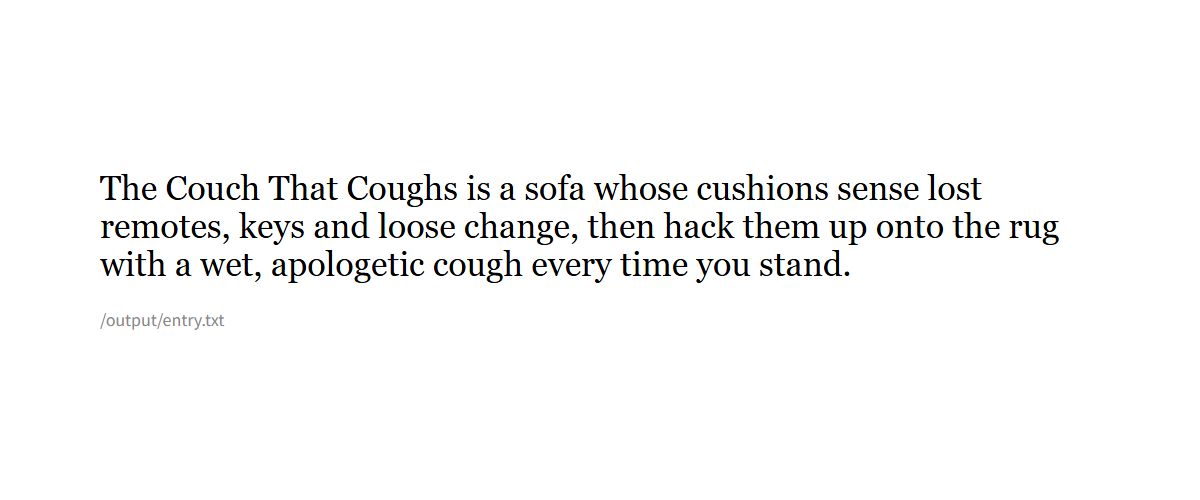 The Couch That Coughs is a sofa whose cushions sense lost
remotes, keys and loose change, then hack them up onto the rug
with a wet, apologetic cough every time you stand.
/output/entry.txt